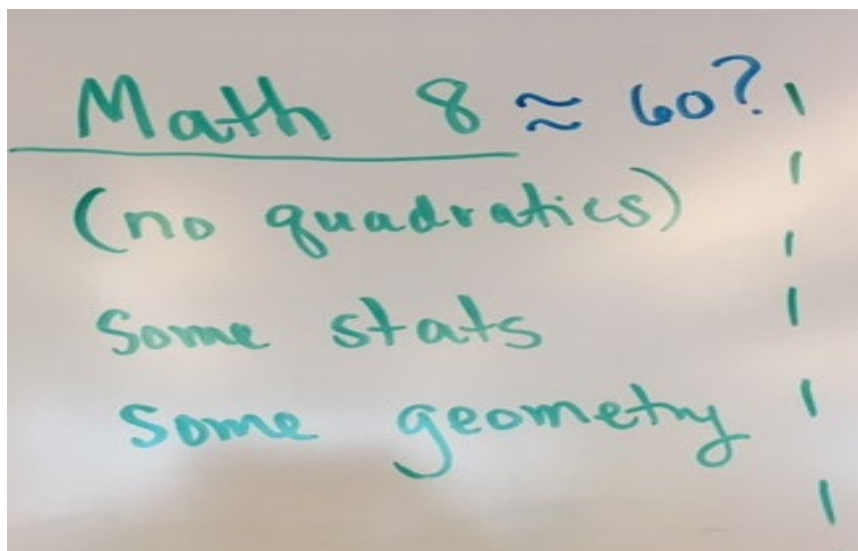 Math 8 ≈ 60?
(no quadratics)
Some stats
Some geometry